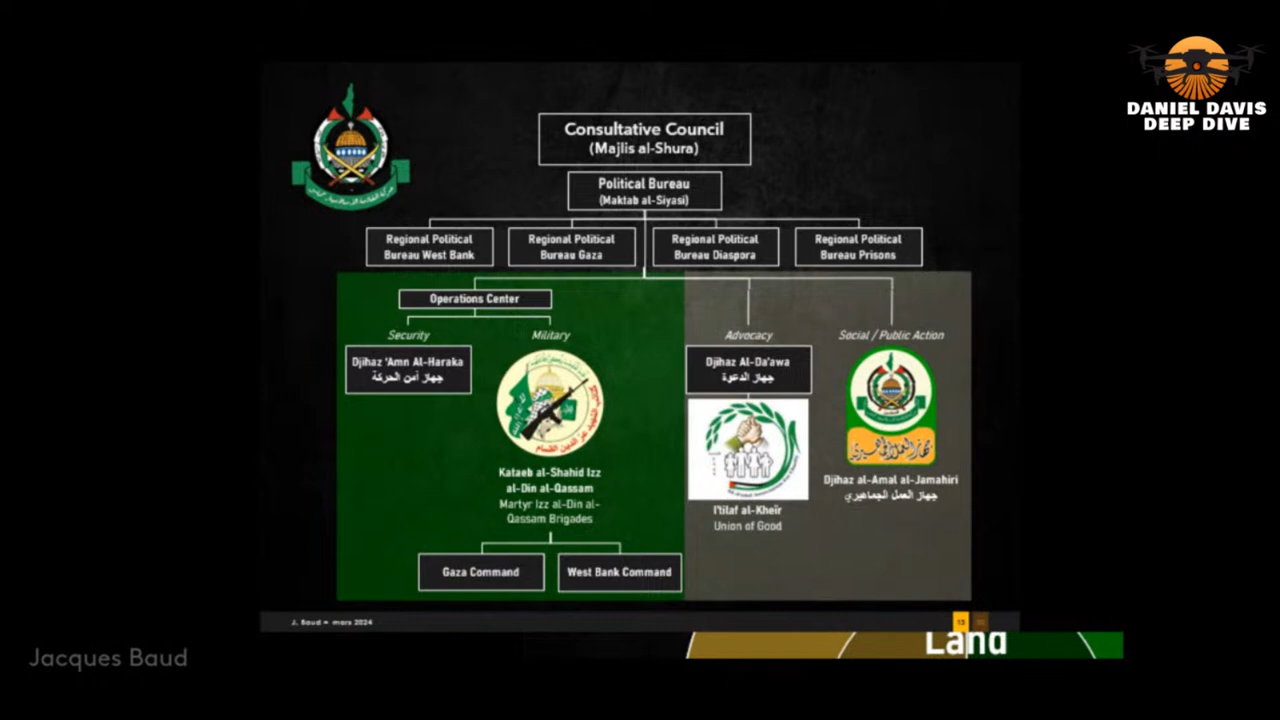 DANIEL DAVIS
DEEP DIVE
Consultative Council
(Majlis al-Shura)
Political Bureau
(Maktab al-Siyasi)
Regional Political
Bureau West Bank
Regional Political
Bureau Gaza
Regional Political
Bureau Diaspora
Regional Political
Bureau Prisons
Operations Center
Security
Military
Advocacy
Social / Public Action
Djihaz 'Amn Al-Haraka
جهاز أمن الحركة
Djihaz Al-Da'awa
جهاز الدعوة
Kataeb al-Shahid Izz
al-Din al-Qassam
Martyr Izz al-Din al-
Qassam Brigades
I'tilaf al-Kheïr
Union of Good
جهاز العمل الجماهيري
Djihaz al-Amal al-Jamahiri
جهاز العمل الجماهيري
Gaza Command
West Bank Command
J. Baud – mars 2024
13
Land
Jacques Baud